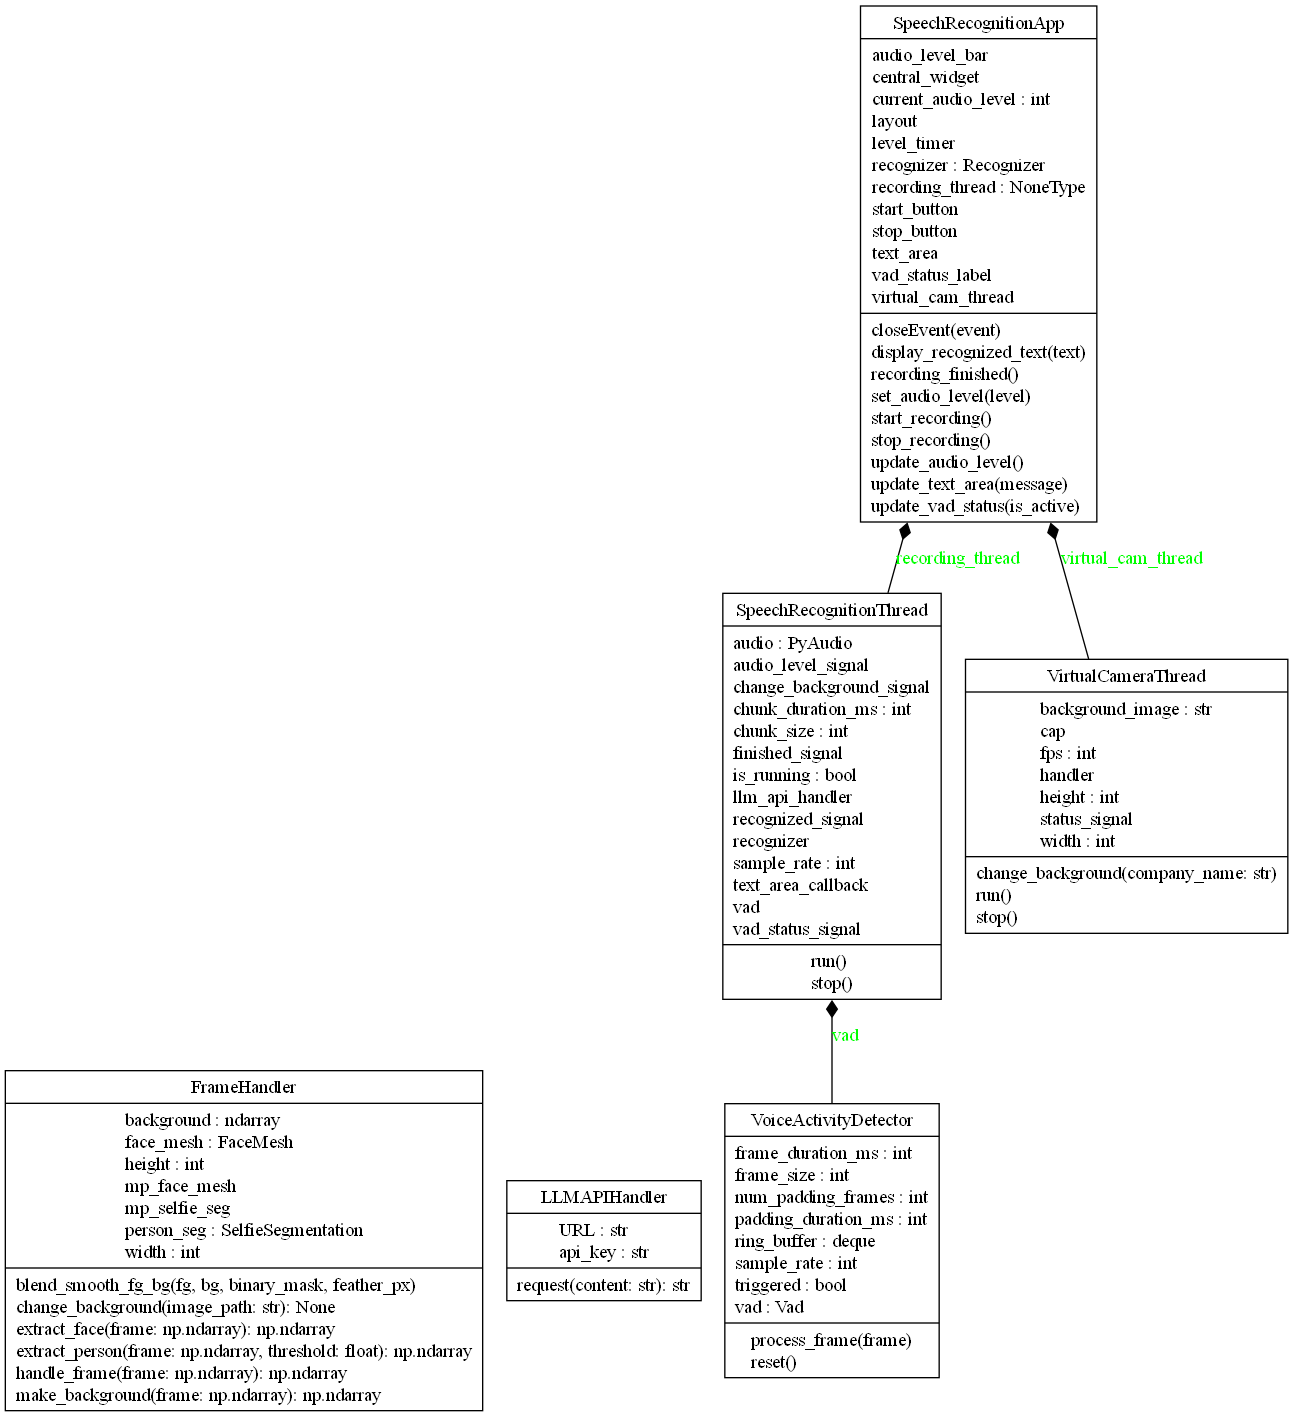 SpeechRecognitionApp
audio_level_bar
central_widget
current_audio_level : int
layout
level_timer
recognizer : Recognizer
recording_thread : NoneType
start_button
stop_button
text_area
vad_status_label
virtual_cam_thread
closeEvent(event)
display_recognized_text(text)
recording_finished()
set_audio_level(level)
start_recording()
stop_recording()
update_audio_level()
update_text_area(message)
update_vad_status(is_active)
recording_thread
virtual_cam_thread
SpeechRecognitionThread
audio : PyAudio
audio_level_signal
change_background_signal
chunk_duration_ms : int
chunk_size : int
finished_signal
is_running : bool
llm_api_handler
recognized_signal
recognizer
sample_rate : int
text_area_callback
vad
vad_status_signal
run()
stop()
VirtualCameraThread
background_image : str
cap
fps : int
handler
height : int
status_signal
width : int
change_background(company_name: str)
run()
stop()
vad
FrameHandler
background : ndarray
face_mesh : FaceMesh
height : int
mp_face_mesh
mp_selfie_seg
person_seg : SelfieSegmentation
width : int
blend_smooth_fg_bg(fg, bg, binary_mask, feather_px)
change_background(image_path: str): None
extract_face(frame: np.ndarray): np.ndarray
extract_person(frame: np.ndarray, threshold: float): np.ndarray
handle_frame(frame: np.ndarray): np.ndarray
make_background(frame: np.ndarray): np.ndarray
LLMAPIHandler
URL : str
api_key : str
request(content: str): str
VoiceActivityDetector
frame_duration_ms : int
frame_size : int
num_padding_frames : int
padding_duration_ms : int
ring_buffer : deque
sample_rate : int
triggered : bool
vad : Vad
process_frame(frame)
reset()